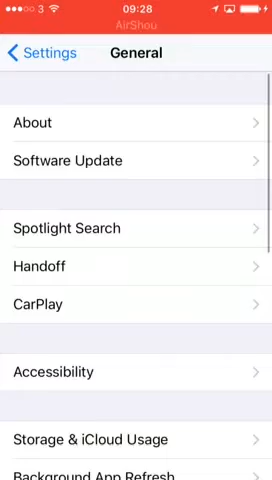 3 09:28
AirShou
Settings General
About
Software Update
Spotlight Search
Handoff
CarPlay
Accessibility
Storage & iCloud Usage
Background App Refresh